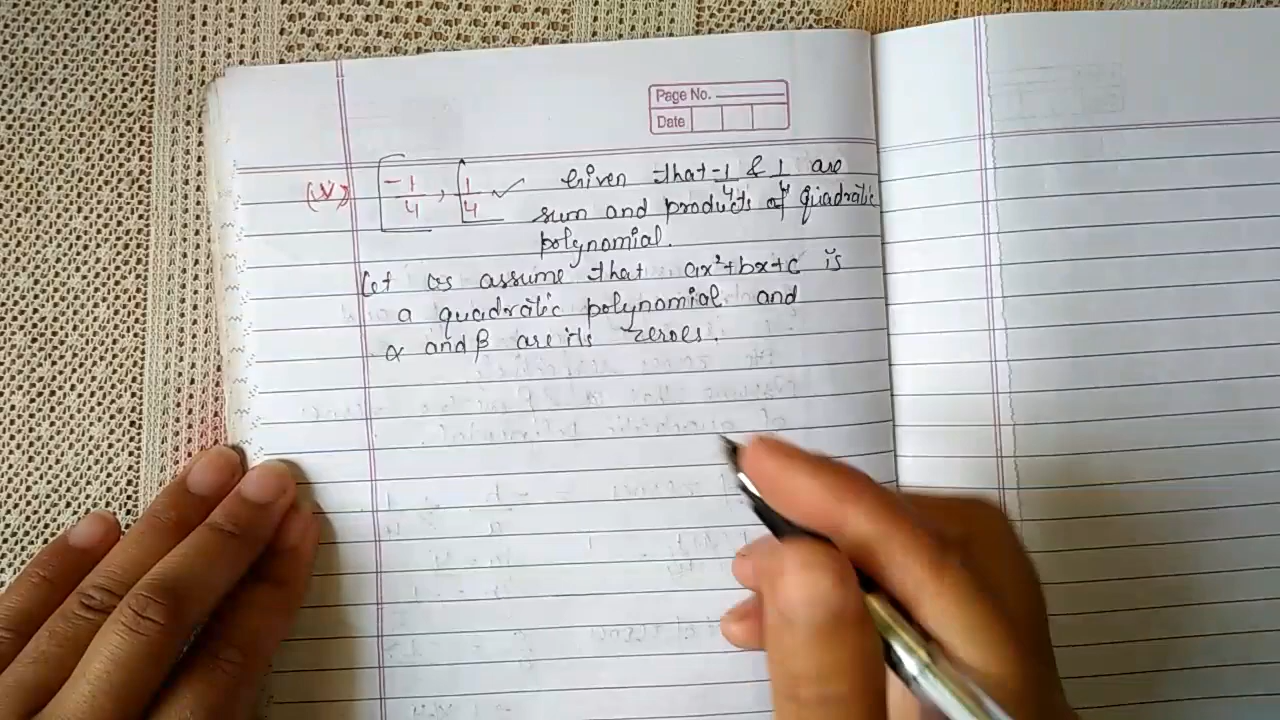 Page No.
Date
(V) -1/4, 1/4 ✓ Given that -1/4 & 1/4 are
sum and products of quadratic
polynomial.
Let us assume that ax²+bx+c is
a quadratic polynomial and
α and β are its zeroes.